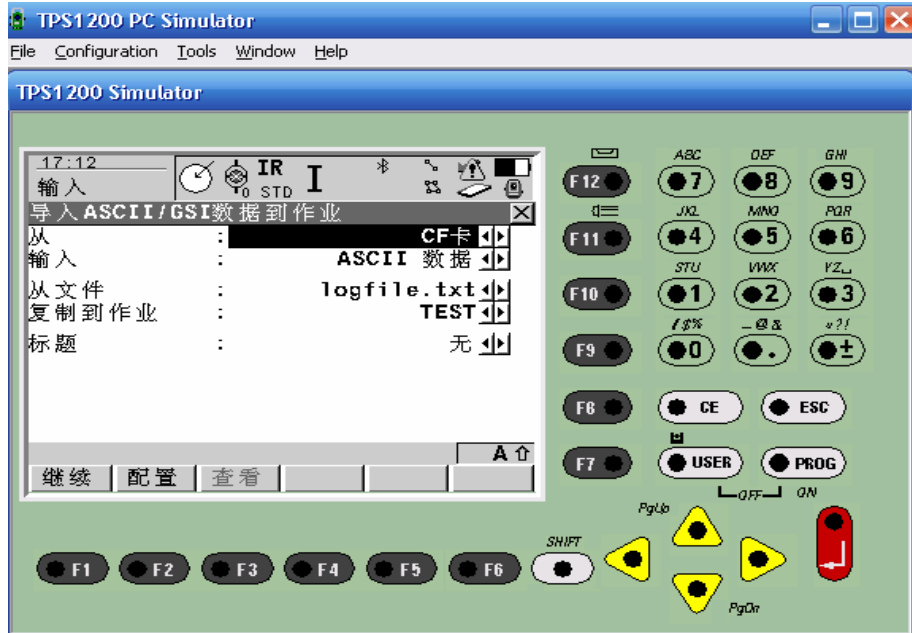 TPS1200 PC Simulator
File Configuration Tools Window Help
TPS1200 Simulator
17:12
输入
IR
STD I
导入ASCII/GSI数据到作业
从 : CF卡
输入 : ASCII 数据
从文件 : logfile.txt
复制到作业 : TEST
标题 : 无
A
继续 配置 查看
F12
ABC DEF GHI
7 8 9
F11
JKL MNO PQR
4 5 6
F10
STU VWX YZ␣
1 2 3
F9
/$% _@& *?!
0 . ±
F8 CE ESC
F7 USER PROG
OFF ON
PgUp
SHIFT
F1 F2 F3 F4 F5 F6
PgDn